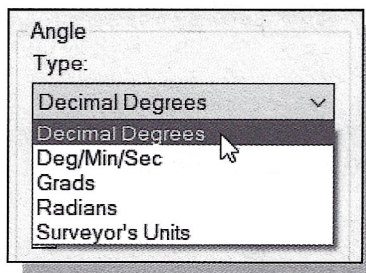 Angle
Type:
Decimal Degrees
Decimal Degrees
Deg/Min/Sec
Grads
Radians
Surveyor's Units